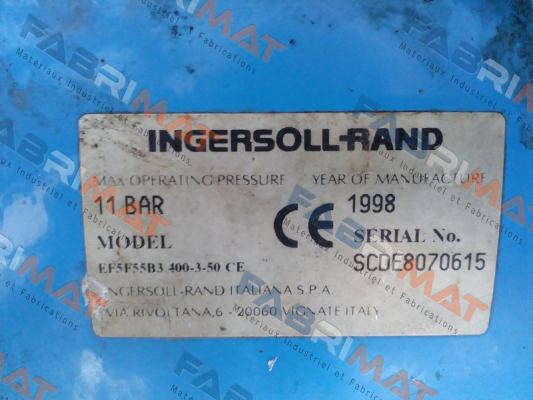 INGERSOLL-RAND
MAX OPERATING PRESSURE YEAR OF MANUFACTURE
11 BAR 1998
MODEL CE SERIAL No.
EF5F55B3 400-3-50 CE SCDE8070615
INGERSOLL-RAND ITALIANA S.P.A.
VIA RIVOLTANA,6 - 20060 VIGNATE ITALY
FABRIMAT
Materiaux Industriel et Fabrications